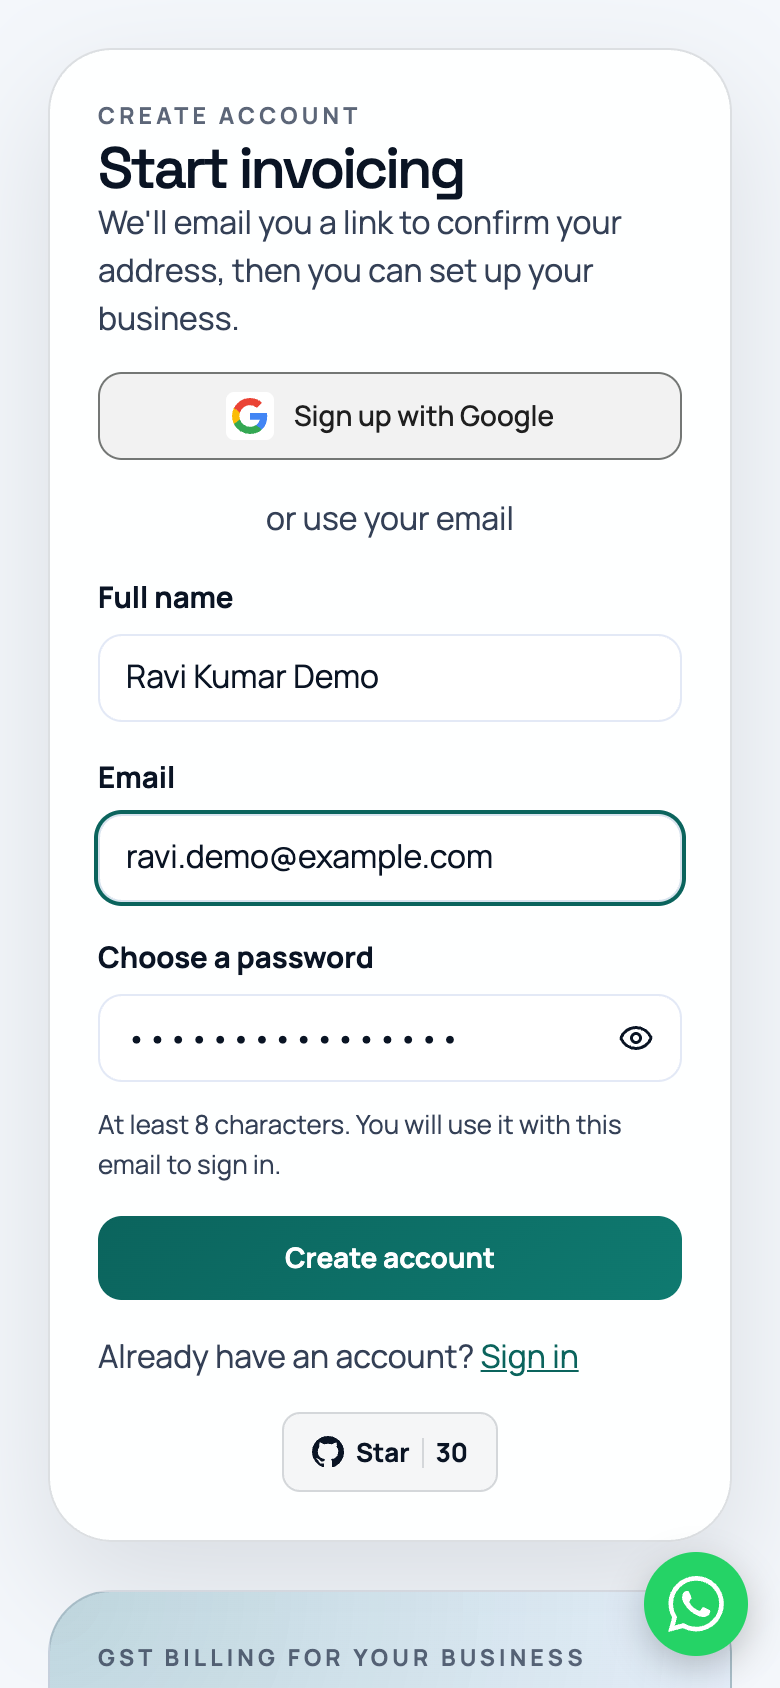 CREATE ACCOUNT
Start invoicing
We'll email you a link to confirm your
address, then you can set up your
business.
Sign up with Google
or use your email
Full name
Ravi Kumar Demo
Email
ravi.demo@example.com
Choose a password
••••••••••••••••
At least 8 characters. You will use it with this
email to sign in.
Create account
Already have an account? Sign in
Star 30
GST BILLING FOR YOUR BUSINESS